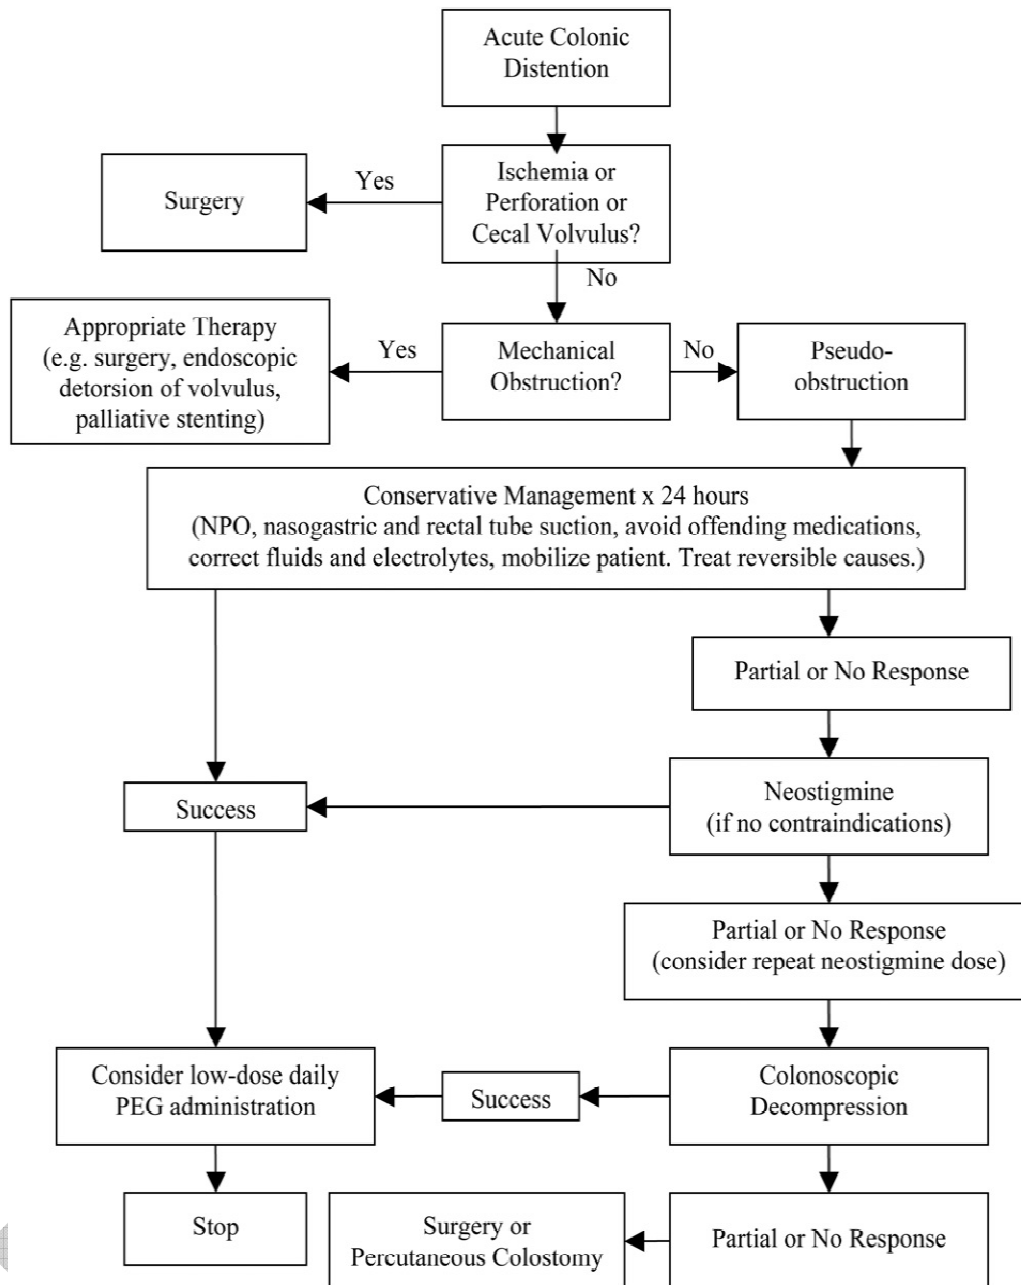 Acute Colonic
Distention
Ischemia or
Perforation or
Cecal Volvulus?
Yes
Surgery
No
Mechanical
Obstruction?
Yes
Appropriate Therapy
(e.g. surgery, endoscopic
detorsion of volvulus,
palliative stenting)
No
Pseudo-
obstruction
Conservative Management x 24 hours
(NPO, nasogastric and rectal tube suction, avoid offending medications,
correct fluids and electrolytes, mobilize patient. Treat reversible causes.)
Partial or No Response
Neostigmine
(if no contraindications)
Success
Partial or No Response
(consider repeat neostigmine dose)
Colonoscopic
Decompression
Success
Consider low-dose daily
PEG administration
Stop
Partial or No Response
Surgery or
Percutaneous Colostomy